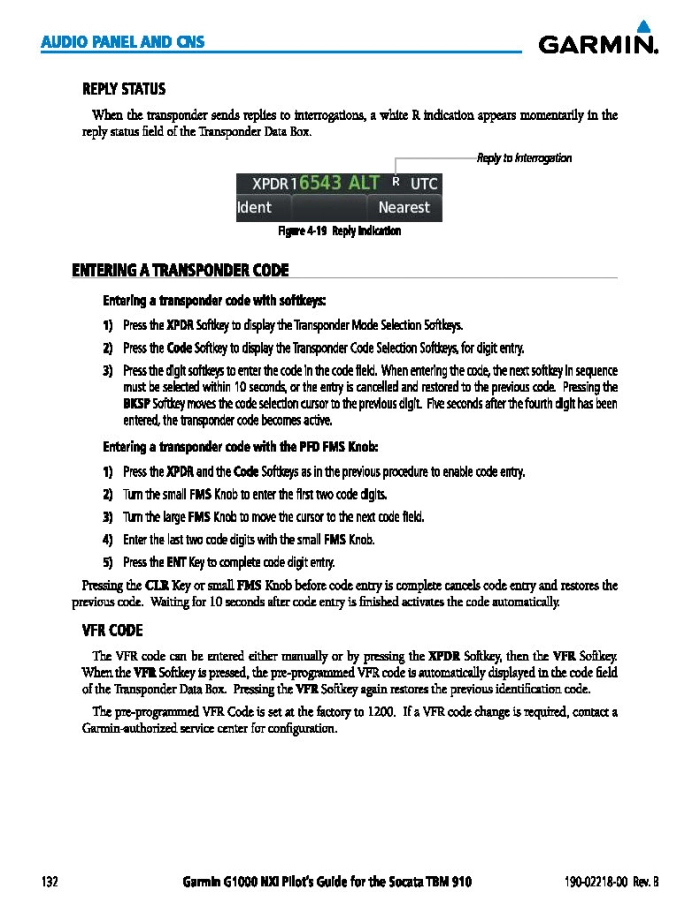 AUDIO PANEL AND CNS
GARMIN.
REPLY STATUS
When the transponder sends replies to interrogations, a white R indication appears momentarily in the
reply status field of the Transponder Data Box.
Reply to Interrogation
XPDR1 6543 ALT R UTC
Ident Nearest
Figure 4-19 Reply Indication
ENTERING A TRANSPONDER CODE
Entering a transponder code with softkeys:
1) Press the XPDR Softkey to display the Transponder Mode Selection Softkeys.
2) Press the Code Softkey to display the Transponder Code Selection Softkeys, for digit entry.
3) Press the digit softkeys to enter the code in the code field. When entering the code, the next softkey in sequence
must be selected within 10 seconds, or the entry is cancelled and restored to the previous code. Pressing the
BKSP Softkey moves the code selection cursor to the previous digit. Five seconds after the fourth digit has been
entered, the transponder code becomes active.
Entering a transponder code with the PFD FMS Knob:
1) Press the XPDR and the Code Softkeys as in the previous procedure to enable code entry.
2) Turn the small FMS Knob to enter the first two code digits.
3) Turn the large FMS Knob to move the cursor to the next code field.
4) Enter the last two code digits with the small FMS Knob.
5) Press the ENT Key to complete code digit entry.
Pressing the CLR Key or small FMS Knob before code entry is complete cancels code entry and restores the
previous code. Waiting for 10 seconds after code entry is finished activates the code automatically.
VFR CODE
The VFR code can be entered either manually or by pressing the XPDR Softkey, then the VFR Softkey.
When the VFR Softkey is pressed, the pre-programmed VFR code is automatically displayed in the code field
of the Transponder Data Box. Pressing the VFR Softkey again restores the previous identification code.
The pre-programmed VFR Code is set at the factory to 1200. If a VFR code change is required, contact a
Garmin-authorized service center for configuration.
132 Garmin G1000 NXi Pilot's Guide for the Socata TBM 910 190-02218-00 Rev. B